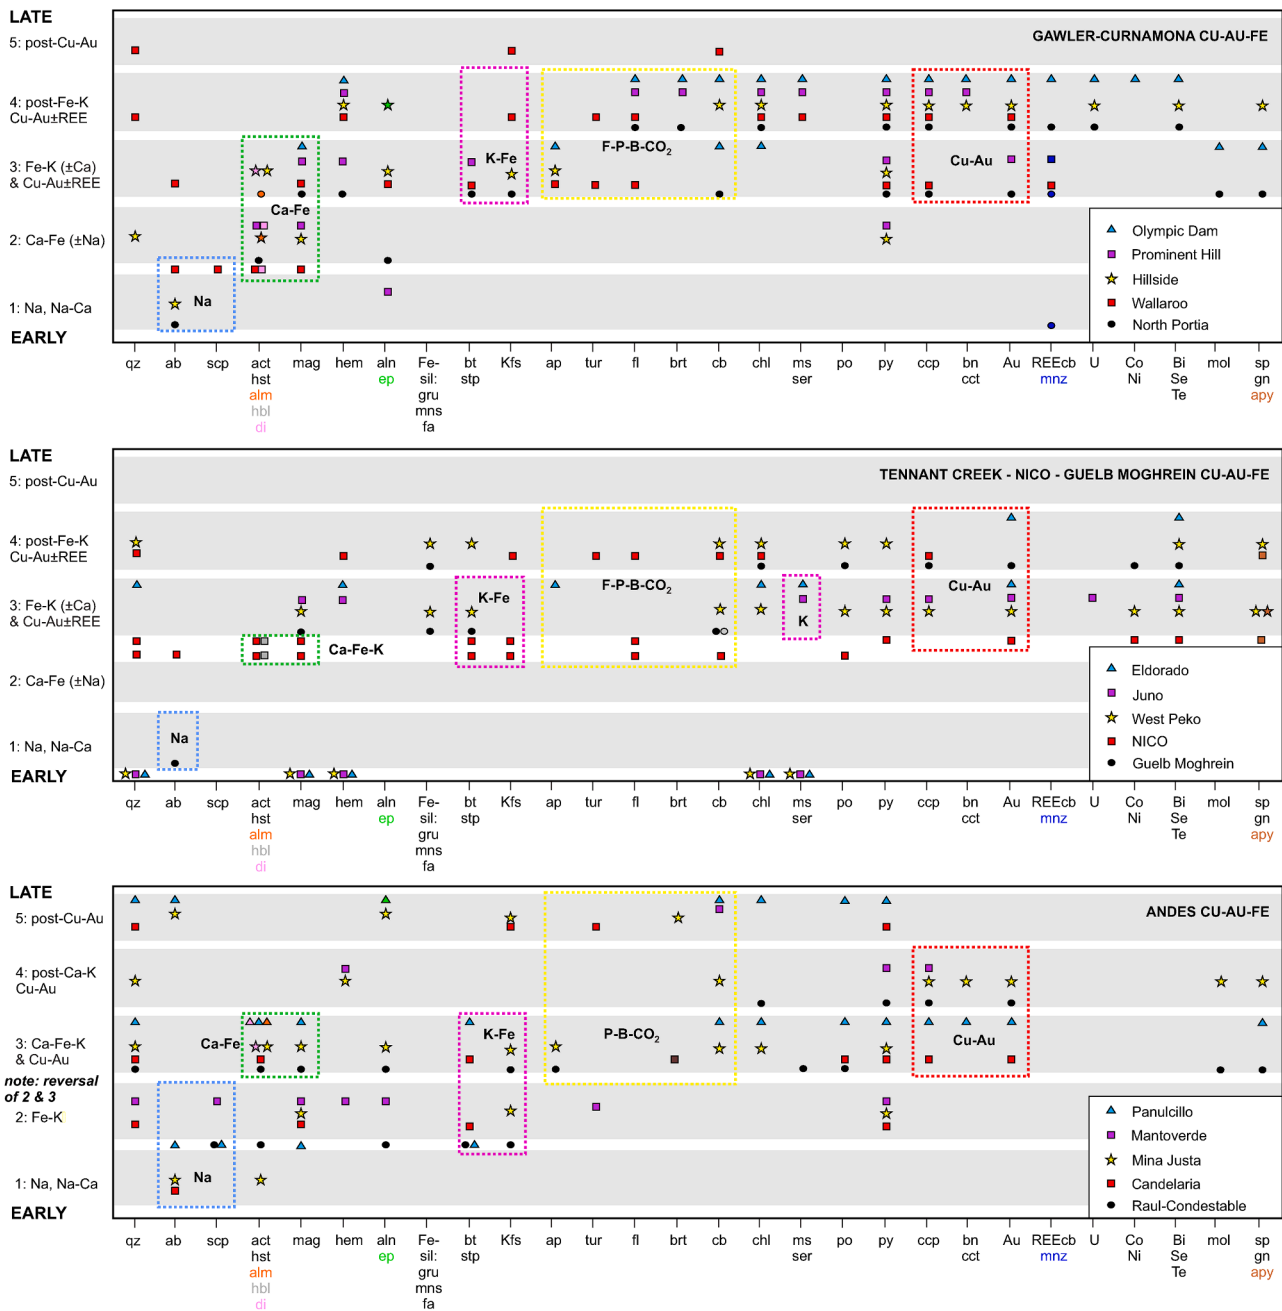 LATE
GAWLER-CURNAMONA CU-AU-FE
5: post-Cu-Au
4: post-Fe-K
Cu-Au±REE
3: Fe-K (±Ca)
& Cu-Au±REE
K-Fe
F-P-B-CO2
Cu-Au
Ca-Fe
2: Ca-Fe (±Na)
1: Na, Na-Ca
Na
EARLY
Olympic Dam
Prominent Hill
Hillside
Wallaroo
North Portia
qz ab scp act mag hem aln Fe- bt Kfs ap tur fl brt cb chl ms po py ccp bn Au REEcb U Co Bi mol sp
hst ep sil: stp ser cct mnz Ni Se gn
alm gru Te apy
hbl mns
di fa
LATE
TENNANT CREEK - NICO - GUELB MOGHREIN CU-AU-FE
5: post-Cu-Au
4: post-Fe-K
Cu-Au±REE
3: Fe-K (±Ca)
& Cu-Au±REE
K-Fe
F-P-B-CO2
K
Cu-Au
Ca-Fe-K
2: Ca-Fe (±Na)
1: Na, Na-Ca
Na
EARLY
Eldorado
Juno
West Peko
NICO
Guelb Moghrein
qz ab scp act mag hem aln Fe- bt Kfs ap tur fl brt cb chl ms po py ccp bn Au REEcb U Co Bi mol sp
hst ep sil: stp ser cct mnz Ni Se gn
alm gru Te apy
hbl mns
di fa
LATE
ANDES CU-AU-FE
5: post-Cu-Au
4: post-Ca-K
Cu-Au
3: Ca-Fe-K
& Cu-Au
Ca-Fe
K-Fe
P-B-CO2
Cu-Au
note: reversal
of 2 & 3
2: Fe-K
1: Na, Na-Ca
Na
EARLY
Panulcillo
Mantoverde
Mina Justa
Candelaria
Raul-Condestable
qz ab scp act mag hem aln Fe- bt Kfs ap tur fl brt cb chl ms po py ccp bn Au REEcb U Co Bi mol sp
hst ep sil: stp ser cct mnz Ni Se gn
alm gru Te apy
hbl mns
di fa